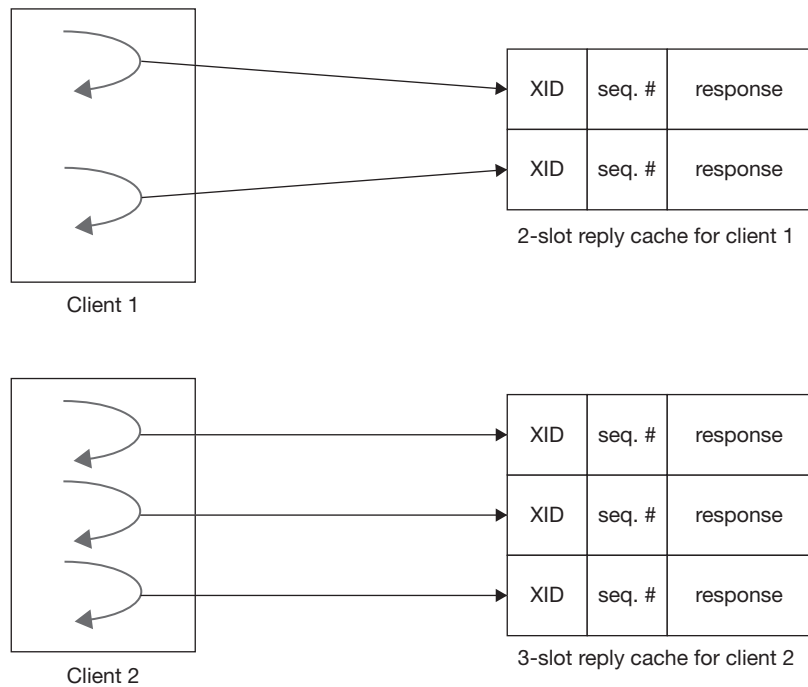 XID seq. # response
XID seq. # response
2-slot reply cache for client 1
Client 1
XID seq. # response
XID seq. # response
XID seq. # response
3-slot reply cache for client 2
Client 2